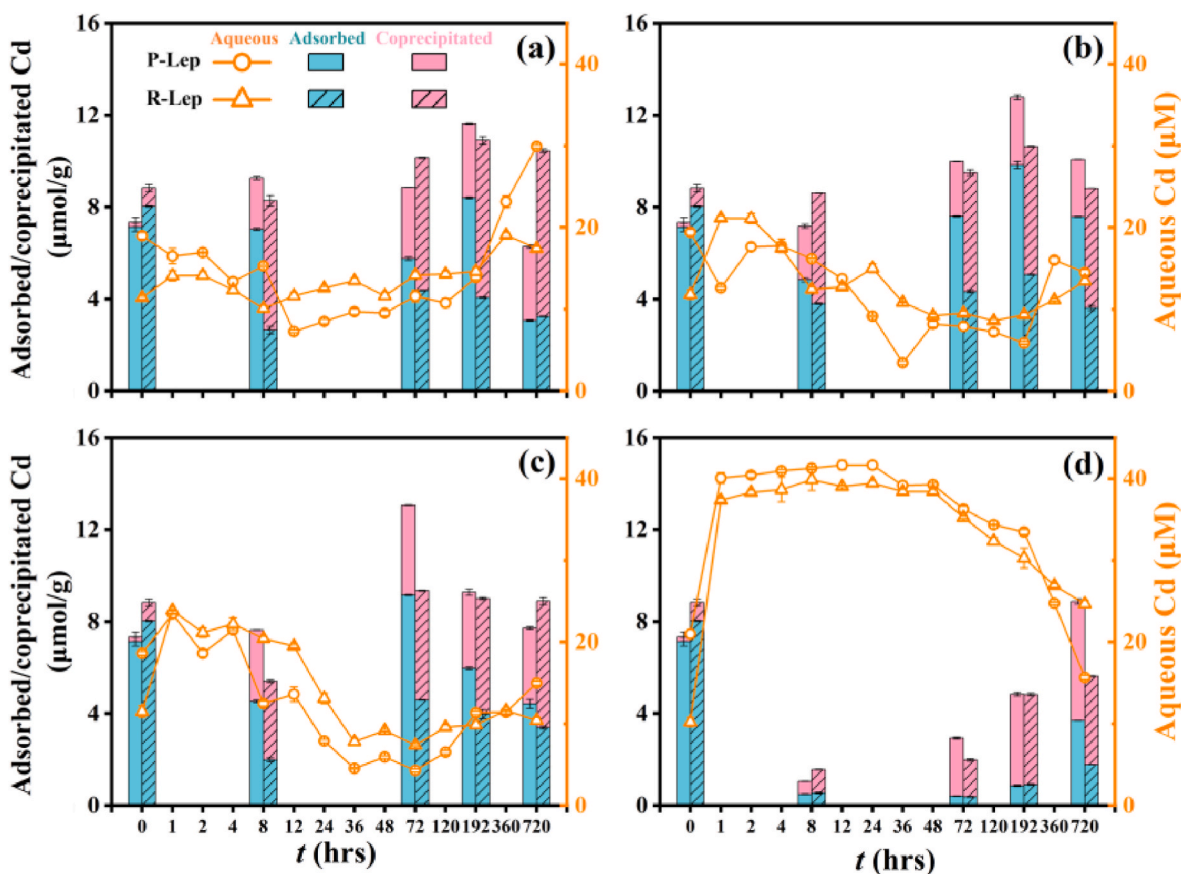 16
12
8
4
0
Adsorbed/coprecipitated Cd
(μmol/g)
Aqueous Adsorbed Coprecipitated
P-Lep
R-Lep
(a)
40
20
0
16
12
8
4
0
(b)
40
20
0
Aqueous Cd (μM)
16
12
8
4
0
Adsorbed/coprecipitated Cd
(μmol/g)
(c)
40
20
0
0 1 2 4 8 12 24 36 48 72 120 192 360 720
t (hrs)
16
12
8
4
0
(d)
40
20
0
Aqueous Cd (μM)
0 1 2 4 8 12 24 36 48 72 120 192 360 720
t (hrs)